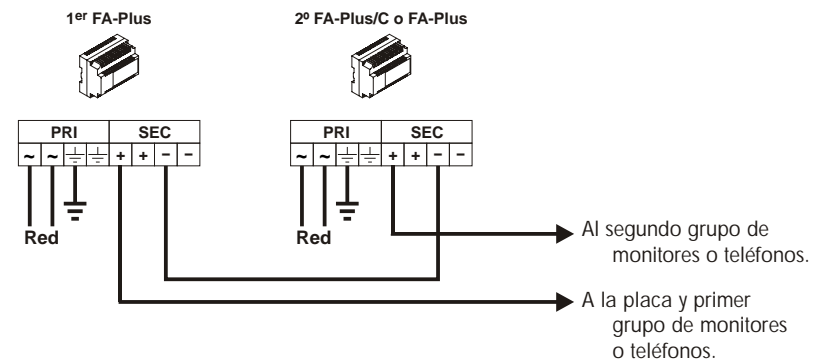 1er FA-Plus
2º FA-Plus/C o FA-Plus
PRI SEC
~ ~ + + − −
PRI SEC
~ ~ + + − −
Red
Red
Al segundo grupo de
monitores o teléfonos.
A la placa y primer
grupo de monitores
o teléfonos.